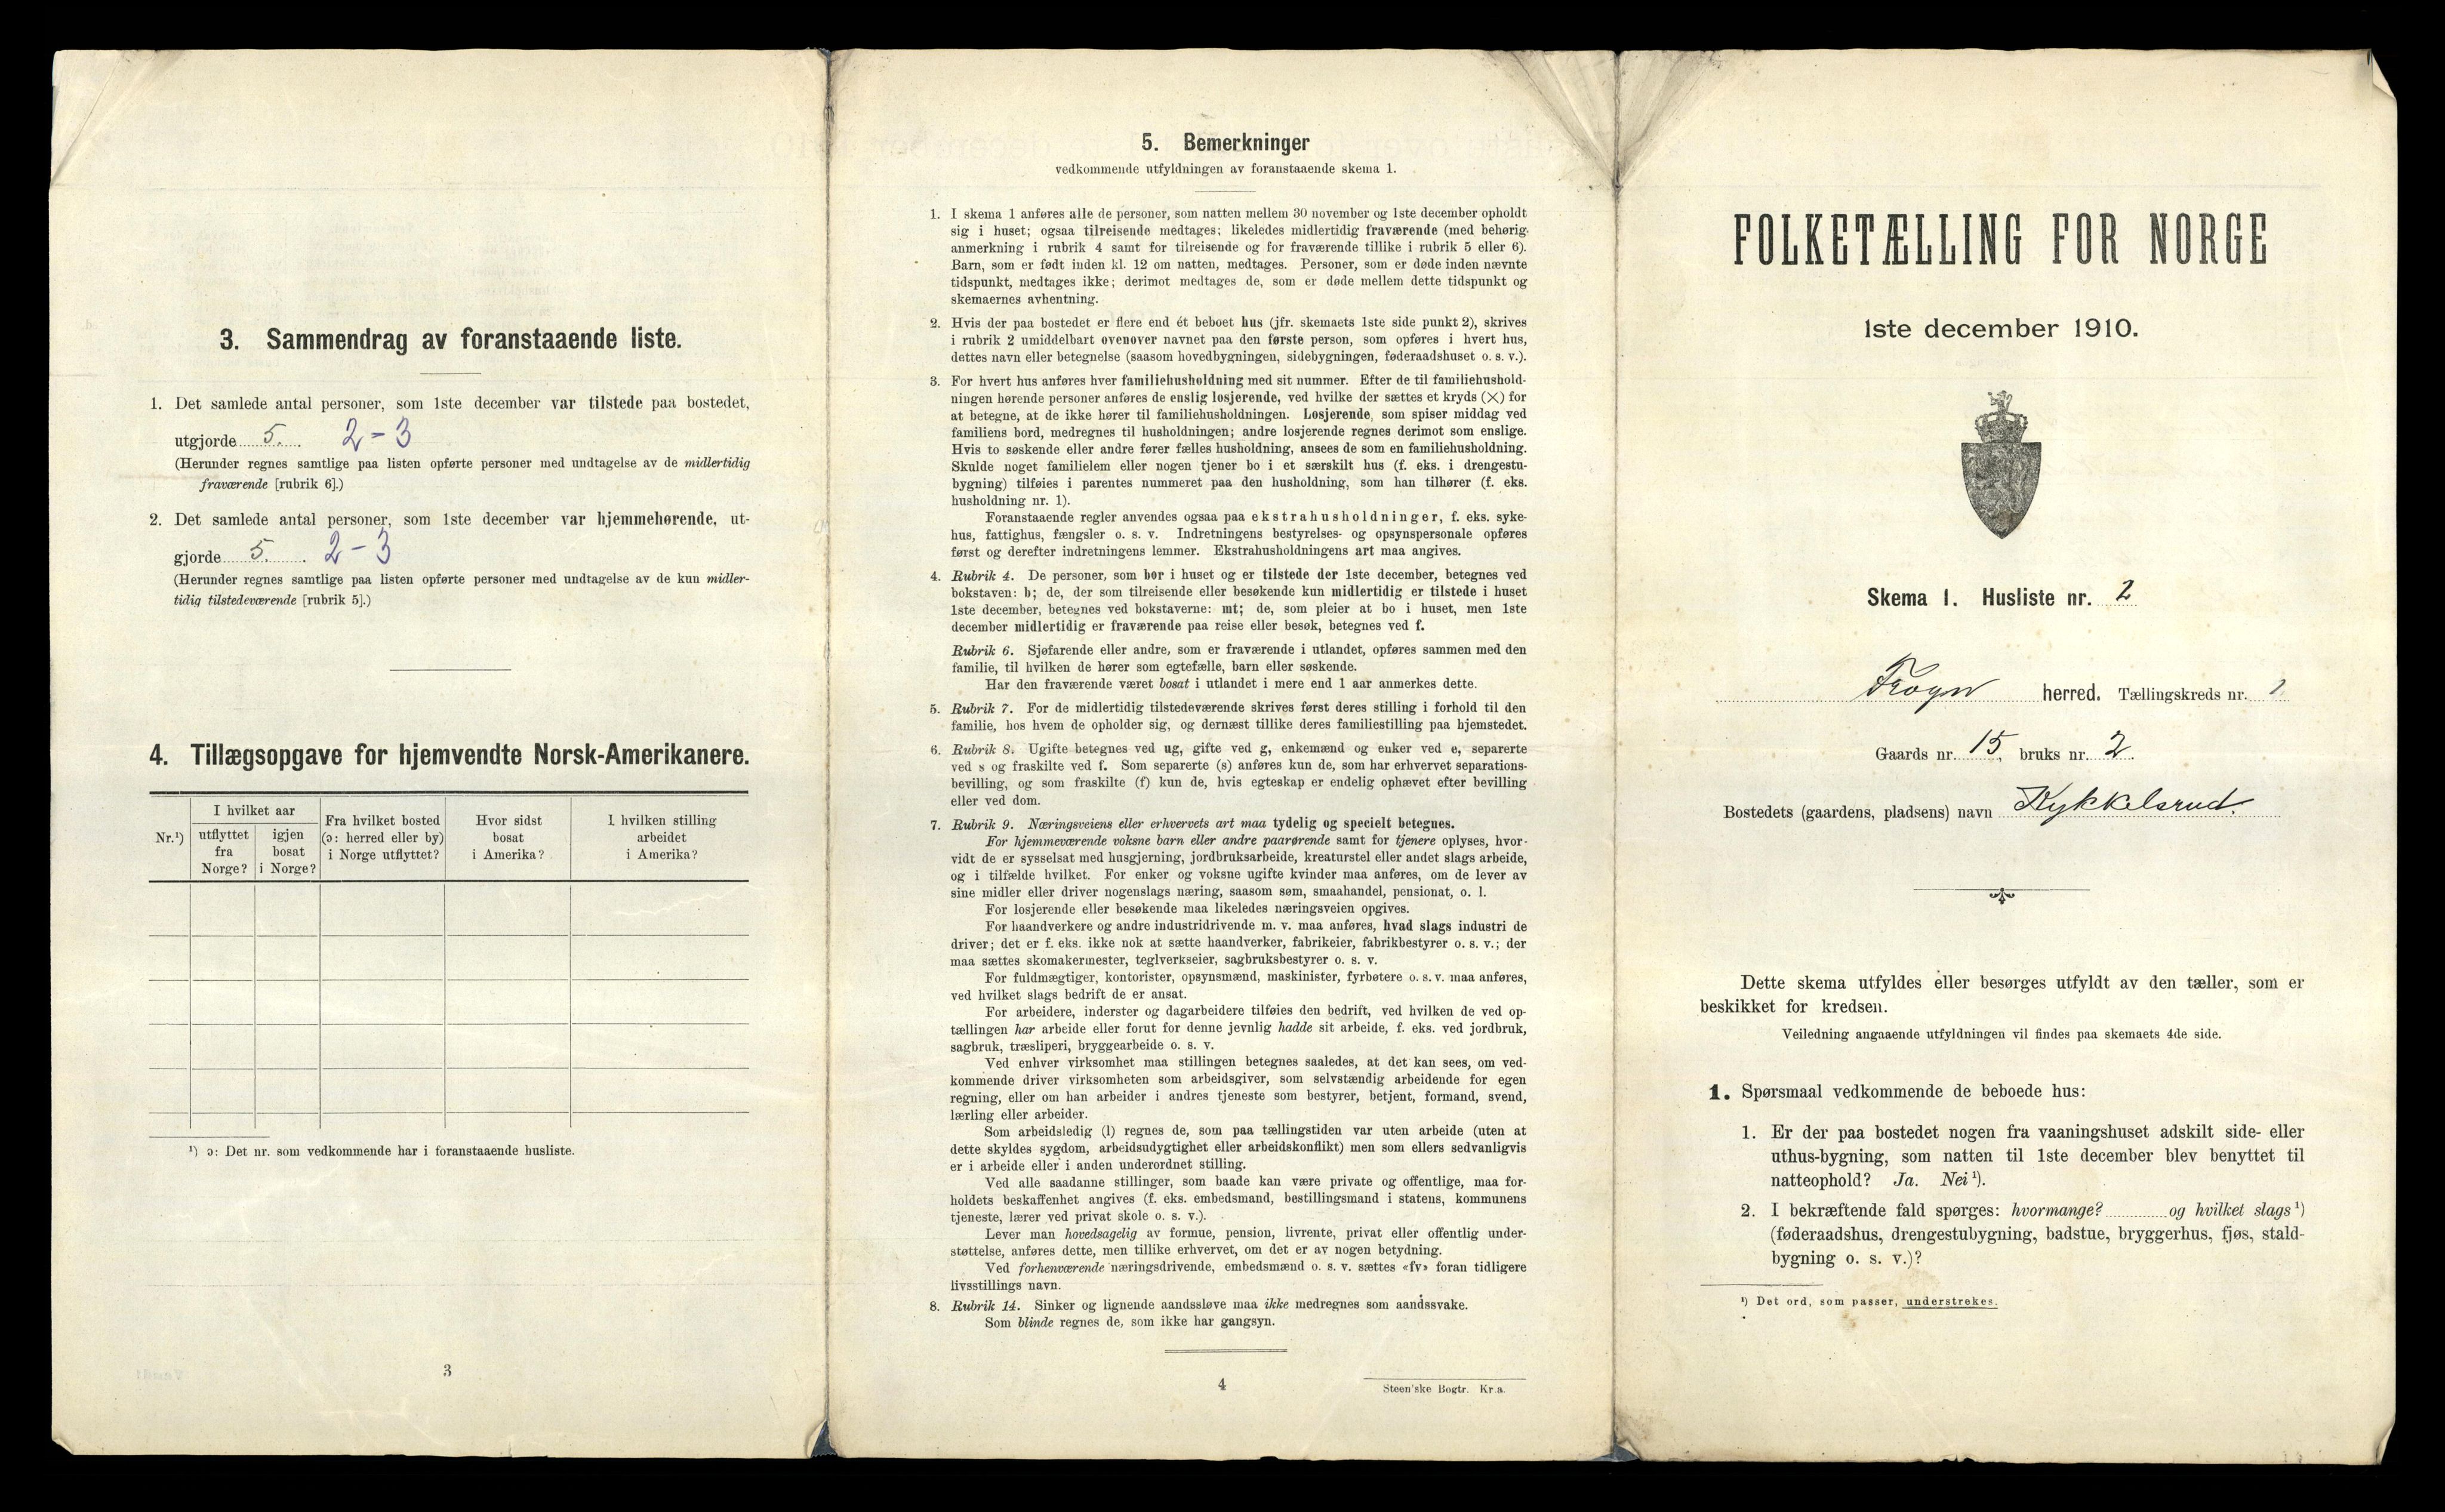 3. Sammendrag av foranstaaende liste.
1. Det samlede antal personer, som 1ste december var tilstede paa bostedet,
utgjorde 5. 2-3
(Herunder regnes samtlige paa listen opførte personer med undtagelse av de midlertidig
fraværende [rubrik 6].)
2. Det samlede antal personer, som 1ste december var hjemmehørende, ut-
gjorde 5. 2-3
(Herunder regnes samtlige paa listen opførte personer med undtagelse av de kun midler-
tidig tilstedeværende [rubrik 5].)
4. Tillægsopgave for hjemvendte Norsk-Amerikanere.
Nr.¹)
I hvilket aar
utflyttet
fra
Norge?
igjen
bosat
i Norge?
Fra hvilket bosted
(ɔ: herred eller by)
i Norge utflyttet?
Hvor sidst
bosat
i Amerika?
I hvilken stilling
arbeidet
i Amerika?
¹) ɔ: Det nr. som vedkommende har i foranstaaende husliste.
3
5. Bemerkninger
vedkommende utfyldningen av foranstaaende skema 1.
1. I skema 1 anføres alle de personer, som natten mellem 30 november og 1ste december opholdt
sig i huset; ogsaa tilreisende medtages; likeledes midlertidig fraværende (med behørig
anmerkning i rubrik 4 samt for tilreisende og for fraværende tillike i rubrik 5 eller 6).
Barn, som er født inden kl. 12 om natten, medtages. Personer, som er døde inden nævnte
tidspunkt, medtages ikke; derimot medtages de, som er døde mellem dette tidspunkt og
skemaernes avhentning.
2. Hvis der paa bostedet er flere end ét beboet hus (jfr. skemaets 1ste side punkt 2), skrives
i rubrik 2 umiddelbart ovenover navnet paa den første person, som opføres i hvert hus,
dettes navn eller betegnelse (saasom hovedbygningen, sidebygningen, føderaadshuset o. s. v.).
3. For hvert hus anføres hver familiehusholdning med sit nummer. Efter de til familiehushold-
ningen hørende personer anføres de enslig losjerende, ved hvilke der sættes et kryds (×) for
at betegne, at de ikke hører til familiehusholdningen. Losjerende, som spiser middag ved
familiens bord, medregnes til husholdningen; andre losjerende regnes derimot som enslige.
Hvis to søskende eller andre fører fælles husholdning, ansees de som en familiehusholdning.
Skulde noget familielem eller nogen tjener bo i et særskilt hus (f. eks. i drengestu-
bygning) tilføies i parentes nummeret paa den husholdning, som han tilhører (f. eks.
husholdning nr. 1).
Foranstaaende regler anvendes ogsaa paa ekstrahusholdninger, f. eks. syke-
hus, fattighus, fængsler o. s. v. Indretningens bestyrelses- og opsynspersonale opføres
først og derefter indretningens lemmer. Ekstrahusholdningens art maa angives.
4. Rubrik 4. De personer, som bor i huset og er tilstede der 1ste december, betegnes ved
bokstaven: b; de, der som tilreisende eller besøkende kun midlertidig er tilstede i huset
1ste december, betegnes ved bokstaverne: mt; de, som pleier at bo i huset, men 1ste
december midlertidig er fraværende paa reise eller besøk, betegnes ved f.
Rubrik 6. Sjøfarende eller andre, som er fraværende i utlandet, opføres sammen med den
familie, til hvilken de hører som egtefælle, barn eller søskende.
Har den fraværende været bosat i utlandet i mere end 1 aar anmerkes dette.
5. Rubrik 7. For de midlertidig tilstedeværende skrives først deres stilling i forhold til den
familie, hos hvem de opholder sig, og dernæst tillike deres familiestilling paa hjemstedet.
6. Rubrik 8. Ugifte betegnes ved ug, gifte ved g, enkemænd og enker ved e, separerte
ved s og fraskilte ved f. Som separerte (s) anføres kun de, som har erhvervet separations-
bevilling, og som fraskilte (f) kun de, hvis egteskap er endelig ophævet efter bevilling
eller ved dom.
7. Rubrik 9. Næringsveiens eller erhvervets art maa tydelig og specielt betegnes.
For hjemmeværende voksne barn eller andre paarørende samt for tjenere oplyses, hvor-
vidt de er sysselsat med husgjerning, jordbruksarbeide, kreaturstel eller andet slags arbeide,
og i tilfælde hvilket. For enker og voksne ugifte kvinder maa anføres, om de lever av
sine midler eller driver nogenslags næring, saasom søm, smaahandel, pensionat, o. l.
For losjerende eller besøkende maa likeledes næringsveien opgives.
For haandverkere og andre industridrivende m. v. maa anføres, hvad slags industri de
driver; det er f. eks. ikke nok at sætte haandverker, fabrikeier, fabrikbestyrer o. s. v.; der
maa sættes skomakermester, teglverkseier, sagbruksbestyrer o. s. v.
For fuldmægtiger, kontorister, opsynsmænd, maskinister, fyrbøtere o. s. v. maa anføres,
ved hvilket slags bedrift de er ansat.
For arbeidere, inderster og dagarbeidere tilføies den bedrift, ved hvilken de ved op-
tællingen har arbeide eller forut for denne jevnlig hadde sit arbeide, f. eks. ved jordbruk,
sagbruk, træsliperi, bryggearbeide o. s. v.
Ved enhver virksomhet maa stillingen betegnes saaledes, at det kan sees, om ved-
kommende driver virksomheten som arbeidsgiver, som selvstændig arbeidende for egen
regning, eller om han arbeider i andres tjeneste som bestyrer, betjent, formand, svend,
lærling eller arbeider.
Som arbeidsledig (l) regnes de, som paa tællingstiden var uten arbeide (uten at
dette skyldes sygdom, arbeidsudygtighet eller arbeidskonflikt) men som ellers sedvanligvis
er i arbeide eller i anden underordnet stilling.
Ved alle saadanne stillinger, som baade kan være private og offentlige, maa for-
holdets beskaffenhet angives (f. eks. embedsmand, bestillingsmand i statens, kommunens
tjeneste, lærer ved privat skole o. s. v.).
Lever man hovedsagelig av formue, pension, livrente, privat eller offentlig under-
støttelse, anføres dette, men tillike erhvervet, om det er av nogen betydning.
Ved forhenværende næringsdrivende, embedsmænd o. s. v. sættes «fv» foran tidligere
livsstillings navn.
8. Rubrik 14. Sinker og lignende aandssløve maa ikke medregnes som aandssvake.
Som blinde regnes de, som ikke har gangsyn.
4
Steen'ske Bogtr. Kr.a.
FOLKETÆLLING FOR NORGE
1ste december 1910.
Skema 1. Husliste nr. 2
Frogn herred. Tællingskreds nr. 1
Gaards nr. 15, bruks nr. 2.
Bostedets (gaardens, pladsens) navn Kykkelsrud.
Dette skema utfyldes eller besørges utfyldt av den tæller, som er
beskikket for kredsen.
Veiledning angaaende utfyldningen vil findes paa skemaets 4de side.
1. Spørsmaal vedkommende de beboede hus:
1. Er der paa bostedet nogen fra vaaningshuset adskilt side- eller
uthus-bygning, som natten til 1ste december blev benyttet til
natteophold? Ja. Nei ¹).
2. I bekræftende fald spørges: hvormange? og hvilket slags ¹)
(føderaadshus, drengestubygning, badstue, bryggerhus, fjøs, stald-
bygning o. s. v.)?
¹) Det ord, som passer, understrekes.